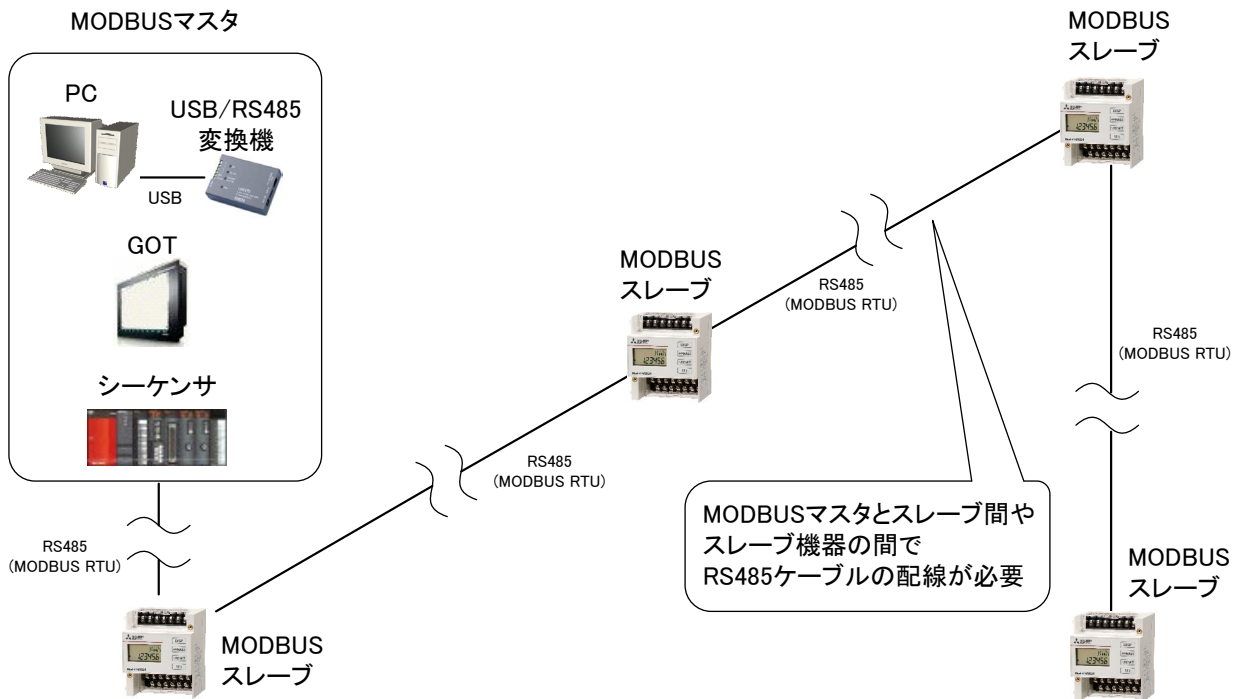 MODBUSマスタ
PC
USB/RS485
変換機
USB
GOT
シーケンサ
RS485
(MODBUS RTU)
MODBUS
スレーブ
RS485
(MODBUS RTU)
MODBUS
スレーブ
RS485
(MODBUS RTU)
MODBUS
スレーブ
RS485
(MODBUS RTU)
MODBUSマスタとスレーブ間や
スレーブ機器の間で
RS485ケーブルの配線が必要
MODBUS
スレーブ